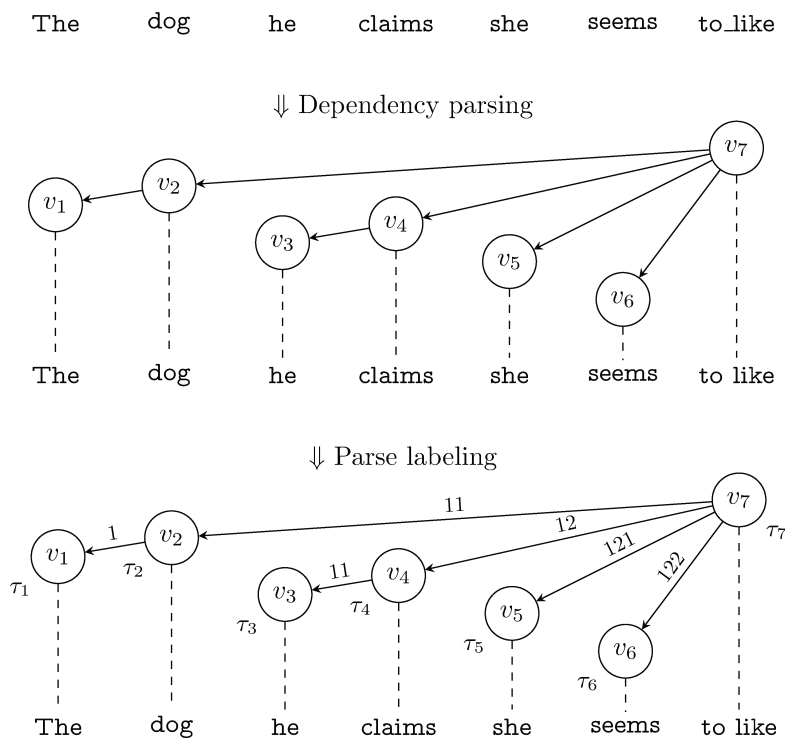 The dog he claims she seems to_like
⇓ Dependency parsing
v7
v2
v1
v4
v3
v5
v6
The dog he claims she seems to like
⇓ Parse labeling
v7
11
τ7
12
1
v2
121
v1
τ2
11
v4
122
τ1
v3
τ4
v5
τ3
τ5
v6
τ6
The dog he claims she seems to like